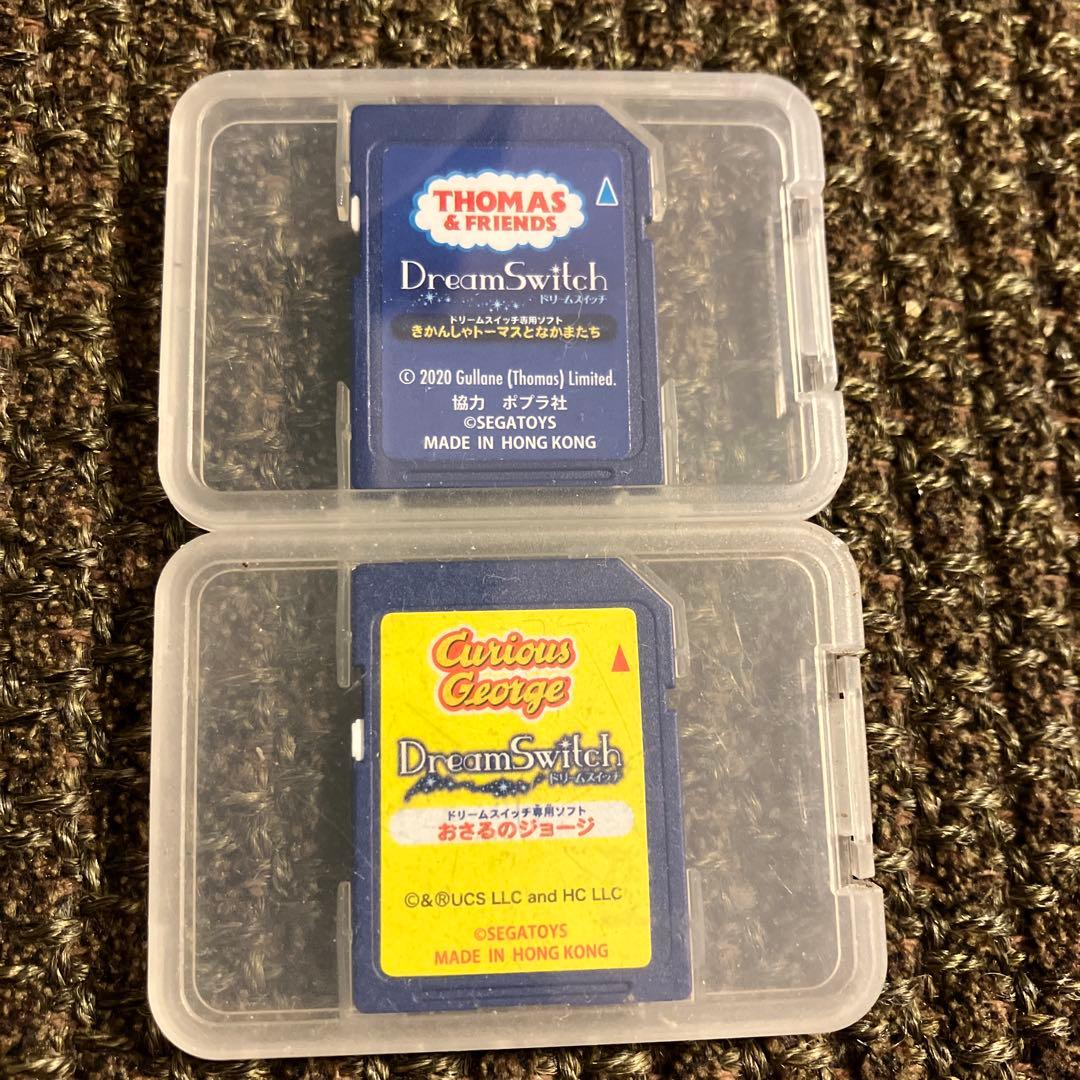 THOMAS
& FRIENDS
DreamSwitch
ドリームスイッチ
ドリームスイッチ専用ソフト
きかんしゃトーマスとなかまたち
© 2020 Gullane (Thomas) Limited.
協力 ポプラ社
©SEGATOYS
MADE IN HONG KONG
Curious
George
DreamSwitch
ドリームスイッチ
ドリームスイッチ専用ソフト
おさるのジョージ
©&®UCS LLC and HC LLC
©SEGATOYS
MADE IN HONG KONG